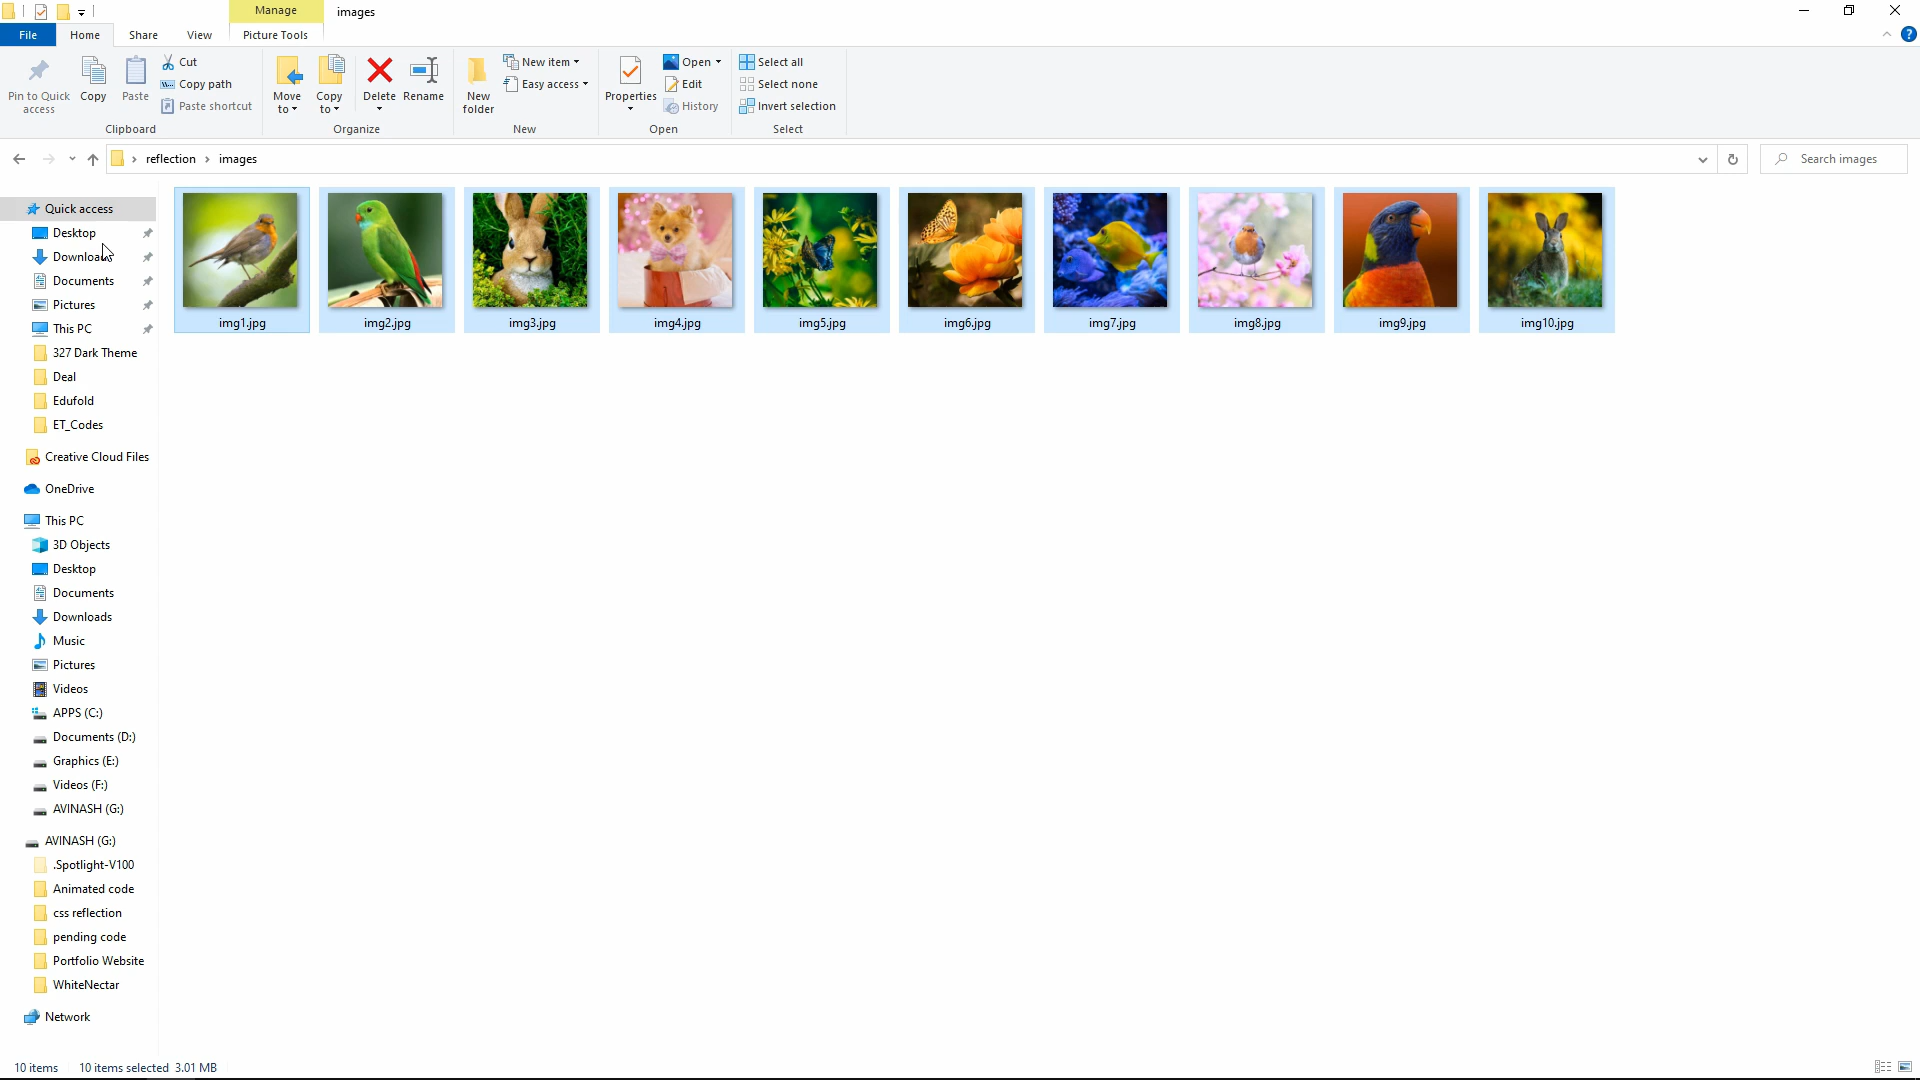 Manage images
File Home Share View Picture Tools
Pin to Quick access
Copy
Paste
Cut
Copy path
Paste shortcut
Clipboard
Move to
Copy to
Delete
Rename
Organize
New folder
New item
Easy access
New
Properties
Open
Edit
History
Open
Select all
Select none
Invert selection
Select
reflection images
Search images
Quick access
Desktop
Downloads
Documents
Pictures
This PC
327 Dark Theme
Deal
Edufold
ET_Codes
Creative Cloud Files
OneDrive
This PC
3D Objects
Desktop
Documents
Downloads
Music
Pictures
Videos
APPS (C:)
Documents (D:)
Graphics (E:)
Videos (F:)
AVINASH (G:)
AVINASH (G:)
.Spotlight-V100
Animated code
css reflection
pending code
Portfolio Website
WhiteNectar
Network
img1.jpg img2.jpg img3.jpg img4.jpg img5.jpg img6.jpg img7.jpg img8.jpg img9.jpg img10.jpg
10 items 10 items selected 3.01 MB